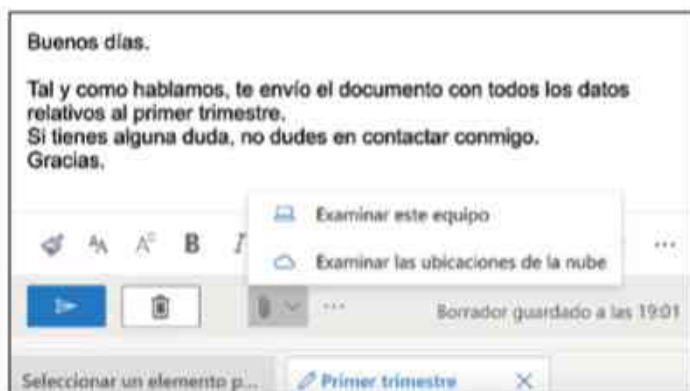 Buenos días.
Tal y como hablamos, te envío el documento con todos los datos
relativos al primer trimestre.
Si tienes alguna duda, no dudes en contactar conmigo.
Gracias.
Examinar este equipo
B I
Examinar las ubicaciones de la nube
Borrador guardado a las 19:01
Seleccionar un elemento p... Primer trimestre